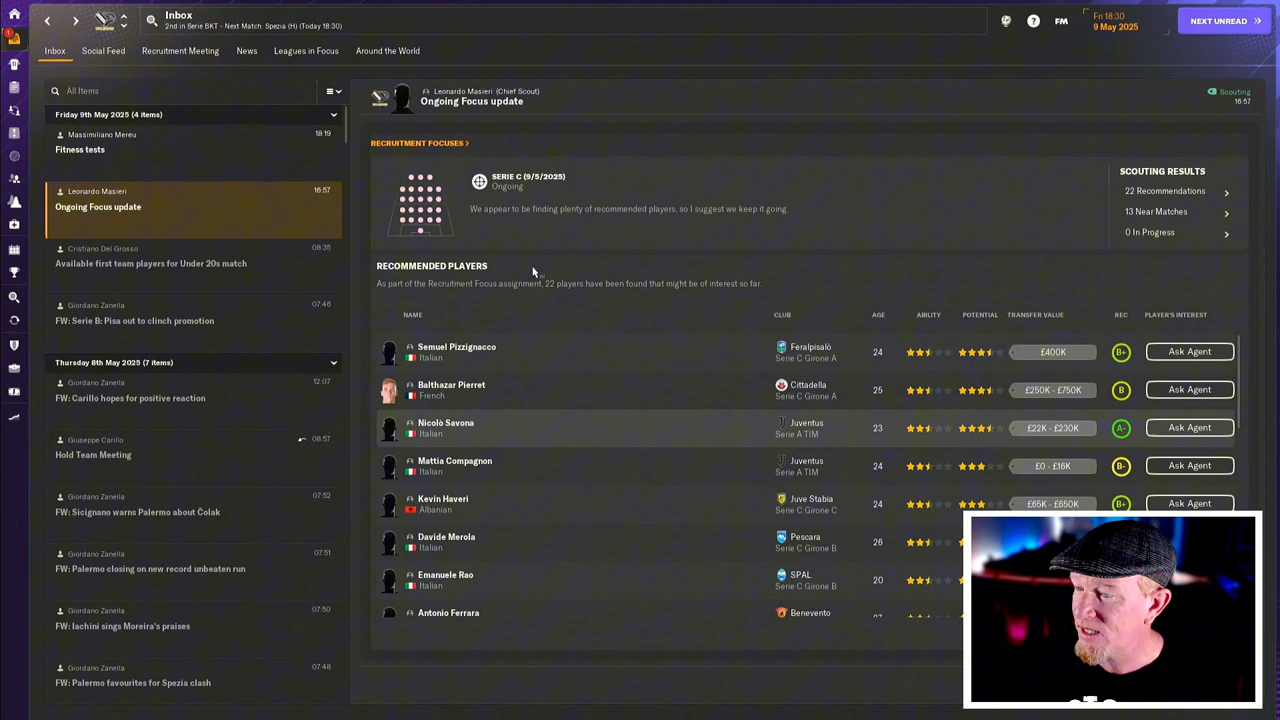 Inbox
2nd in Serie BKT - Next Match: Spezia (H) (Today 18:30)
FM
Fri 18:30
9 May 2025
NEXT UNREAD
1
Inbox
Social Feed
Recruitment Meeting
News
Leagues in Focus
Around the World
All Items
Friday 9th May 2025 (4 items)
Massimiliano Mereu 18:19
Fitness tests
Leonardo Masieri 16:57
Ongoing Focus update
Cristiano Del Grosso 08:35
Available first team players for Under 20s match
Giordano Zanella 07:46
FW: Serie B: Pisa out to clinch promotion
Thursday 8th May 2025 (7 items)
Giordano Zanella 12:07
FW: Carillo hopes for positive reaction
Giuseppe Carillo 08:57
Hold Team Meeting
Giordano Zanella 07:52
FW: Sicignano warns Palermo about Čolak
Giordano Zanella 07:51
FW: Palermo closing on new record unbeaten run
Giordano Zanella 07:50
FW: Iachini sings Moreira's praises
Giordano Zanella 07:48
FW: Palermo favourites for Spezia clash
Leonardo Masieri (Chief Scout)
Ongoing Focus update
Scouting
16:57
RECRUITMENT FOCUSES >
SERIE C (9/5/2025)
Ongoing
We appear to be finding plenty of recommended players, so I suggest we keep it going.
SCOUTING RESULTS
22 Recommendations
13 Near Matches
0 In Progress
RECOMMENDED PLAYERS
As part of the Recruitment Focus assignment, 22 players have been found that might be of interest so far.
NAME CLUB AGE ABILITY POTENTIAL TRANSFER VALUE REC PLAYER'S INTEREST
Semuel Pizzignacco Feralpisalò 24 £400K B+ Ask Agent
Italian Serie C Girone A
Balthazar Pierret Cittadella 25 £250K - £750K B Ask Agent
French Serie C Girone A
Nicolò Savona Juventus 23 £22K - £230K A- Ask Agent
Italian Serie A TIM
Mattia Compagnon Juventus 24 £0 - £16K B- Ask Agent
Italian Serie A TIM
Kevin Haveri Juve Stabia 24 £65K - £650K B+ Ask Agent
Albanian Serie C Girone C
Davide Merola Pescara 26
Italian Serie C Girone B
Emanuele Rao SPAL 20
Italian Serie C Girone B
Antonio Ferrara Benevento